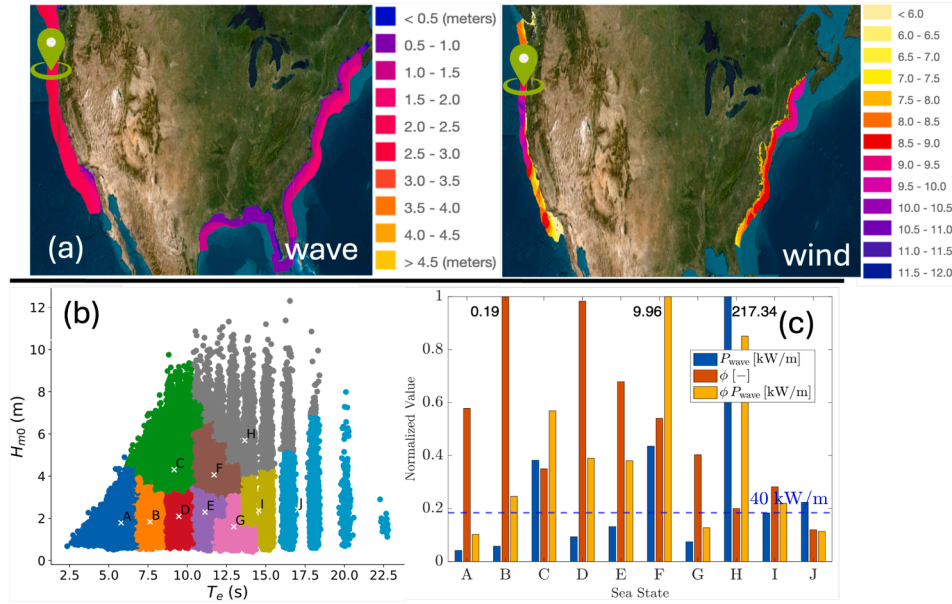 (a)
wave
< 0.5 (meters)
0.5 - 1.0
1.0 - 1.5
1.5 - 2.0
2.0 - 2.5
2.5 - 3.0
3.0 - 3.5
3.5 - 4.0
4.0 - 4.5
> 4.5 (meters)
wind
< 6.0
6.0 - 6.5
6.5 - 7.0
7.0 - 7.5
7.5 - 8.0
8.0 - 8.5
8.5 - 9.0
9.0 - 9.5
9.5 - 10.0
10.0 - 10.5
10.5 - 11.0
11.0 - 11.5
11.5 - 12.0
(b)
12
10
8
6
4
2
0
H_{m0} (m)
A
B
C
D
E
F
G
H
I
J
2.5 5.0 7.5 10.0 12.5 15.0 17.5 20.0 22.5
T_e (s)
(c)
0.19
9.96
217.34
P_{wave} [kW/m]
ϕ [−]
ϕ P_{wave} [kW/m]
40 kW/m
1
0.8
0.6
0.4
0.2
0
Normalized Value
A B C D E F G H I J
Sea State